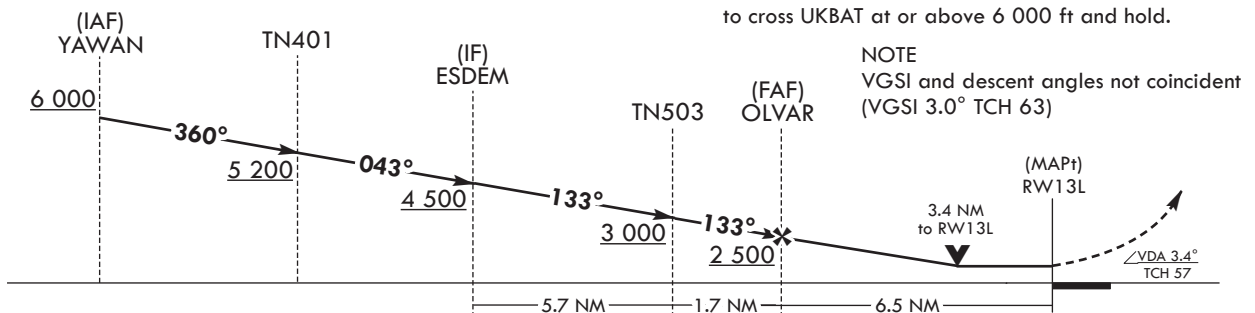 to cross UKBAT at or above 6 000 ft and hold.
NOTE
VGSI and descent angles not coincident
(VGSI 3.0° TCH 63)
(IAF)
YAWAN
TN401
(IF)
ESDEM
TN503
(FAF)
OLVAR
(MAPt)
RW13L
6 000
360°
5 200
043°
4 500
133°
3 000
133°
2 500
3.4 NM
to RW13L
∠VDA 3.4°
TCH 57
5.7 NM
1.7 NM
6.5 NM